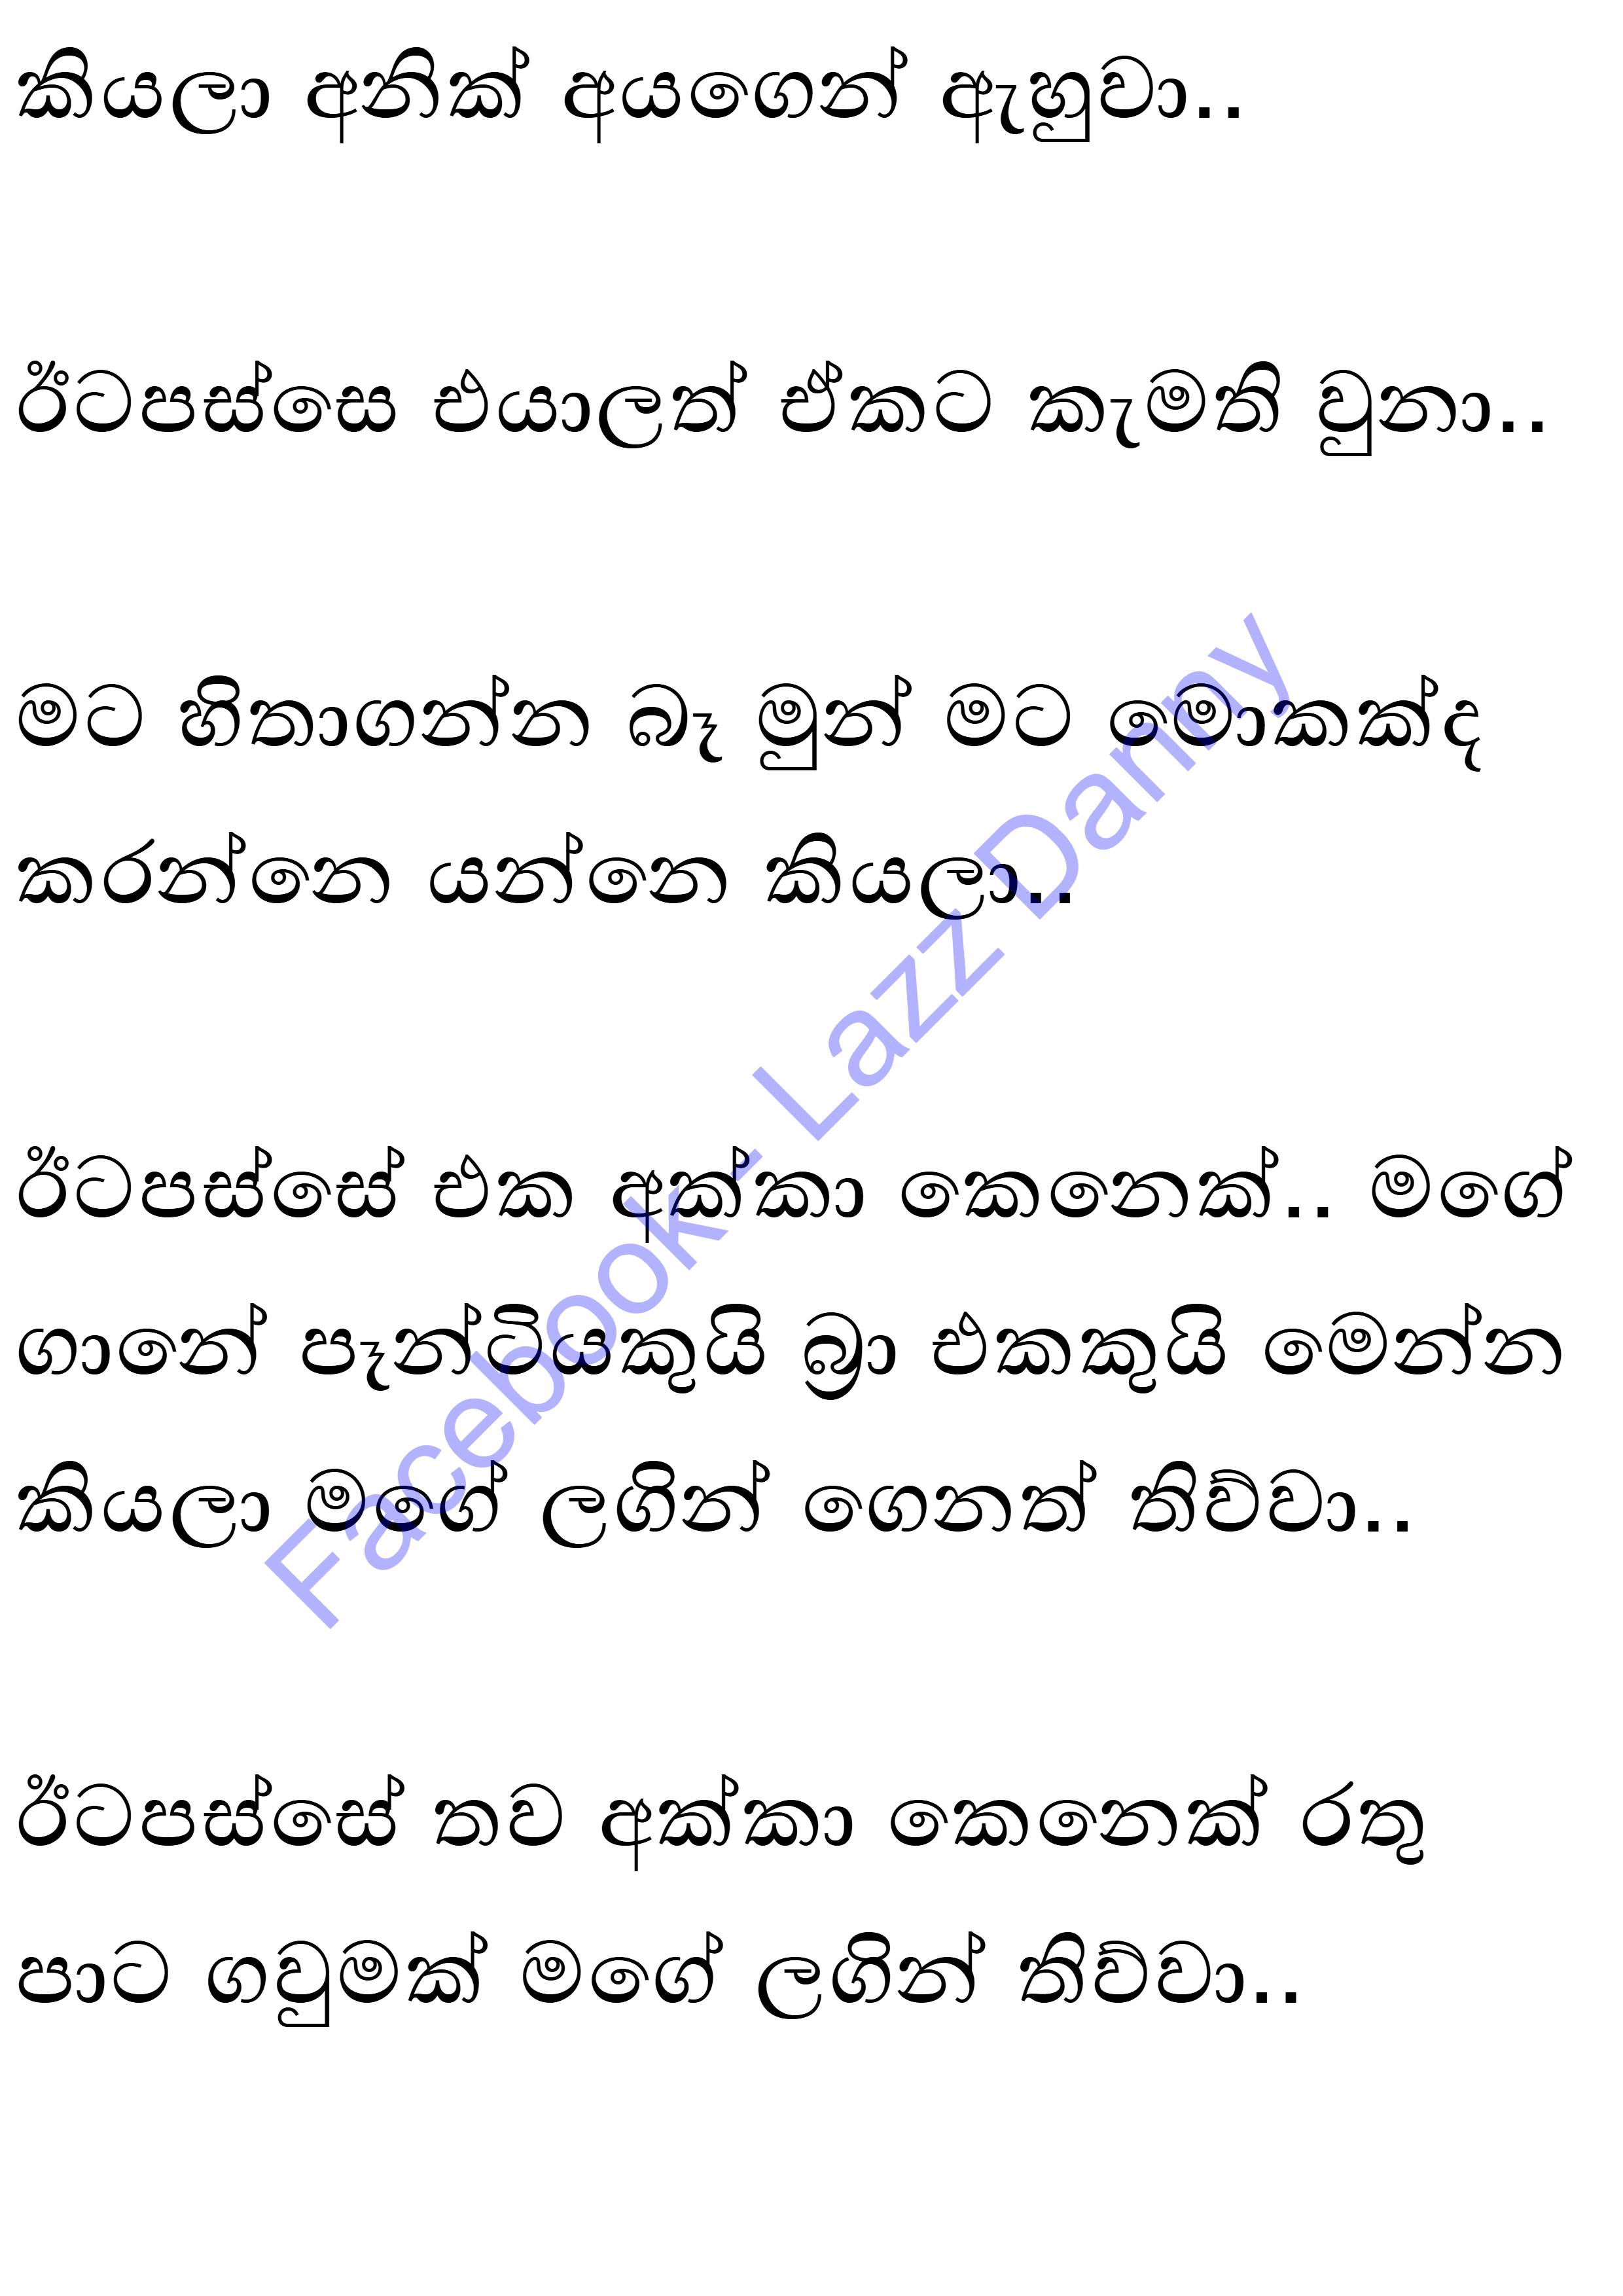 කියලා අනික් අයගෙන් ඇහුවා..
ඊටපස්සෙ එයාලත් ඒකට කැමති වුනා..
මට හිතාගන්න බෑ මුන් මට මොකක්ද
කරන්නෙ යන්නෙ කියලා..
ඊටපස්සේ එක අක්කා කෙනෙක්.. මගේ
ගානේ පෑන්ටියකුයි බ්‍රා එකකුයි මෙන්න
කියලා මගේ ලගින් ගෙනත් තිව්වා..
ඊටපස්සේ තව අක්කා කෙනෙක් රතු
පාට ගවුමක් මගේ ලගින් තිව්වා..
Facebook - Lazz Danny